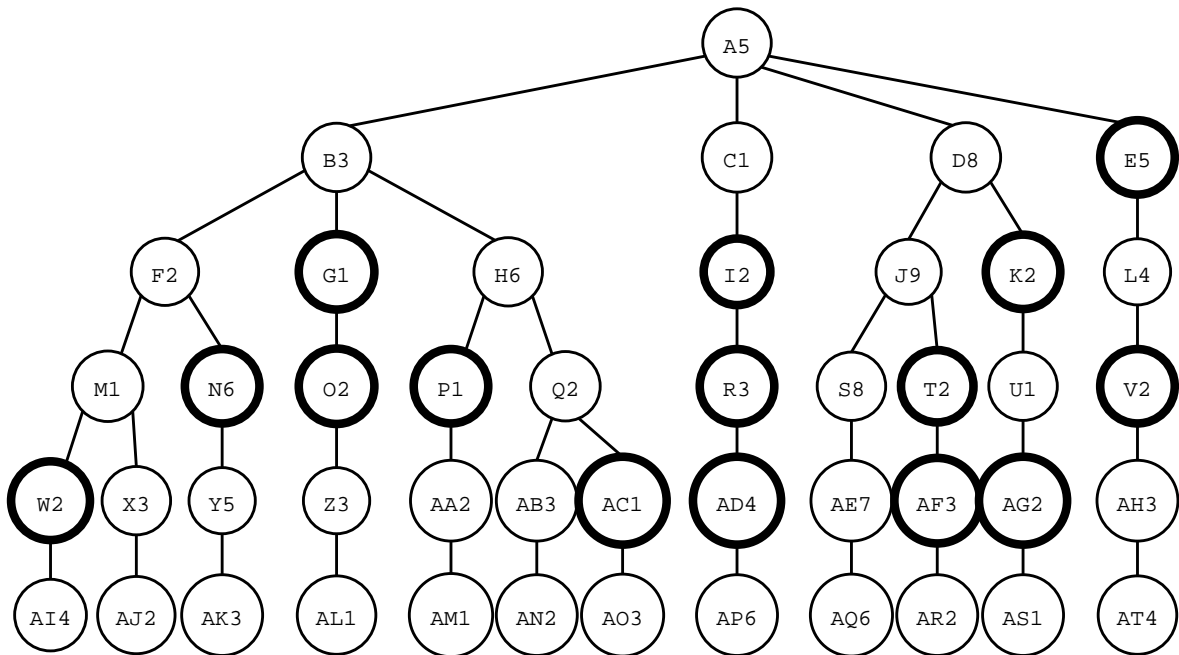 A5
B3 C1 D8 E5
F2 G1 H6 I2 J9 K2 L4
M1 N6 O2 P1 Q2 R3 S8 T2 U1 V2
W2 X3 Y5 Z3 AA2 AB3 AC1 AD4 AE7 AF3 AG2 AH3
AI4 AJ2 AK3 AL1 AM1 AN2 AO3 AP6 AQ6 AR2 AS1 AT4